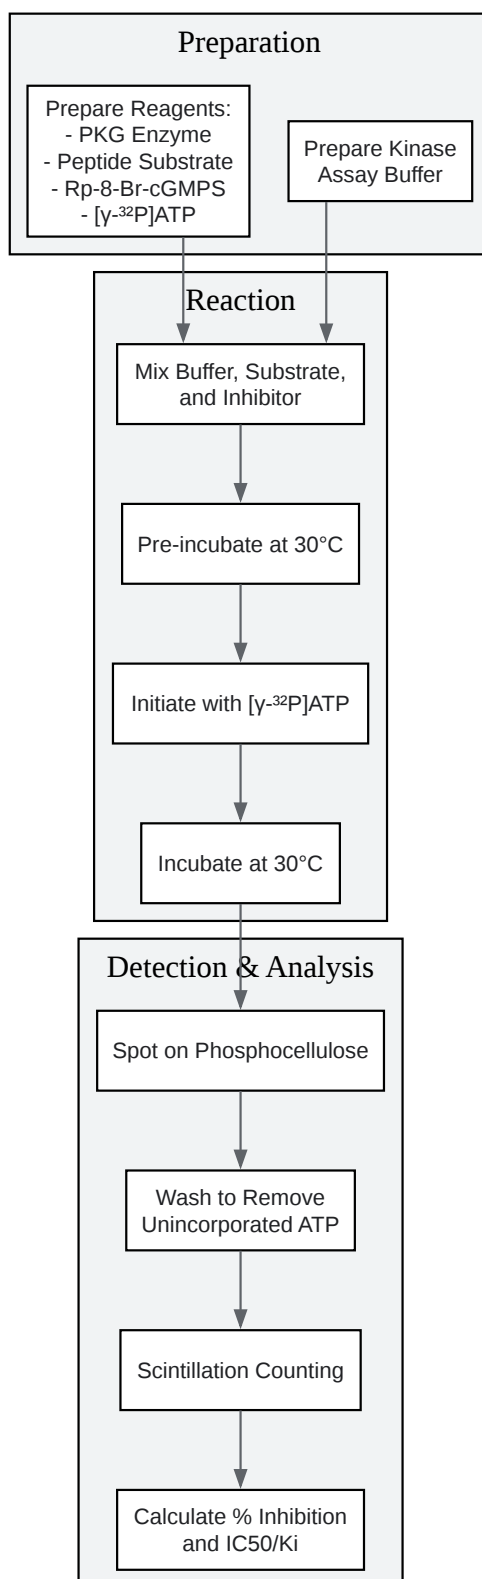 Preparation
Prepare Reagents:
- PKG Enzyme
- Peptide Substrate
- Rp-8-Br-cGMPS
- [γ-³²P]ATP
Prepare Kinase
Assay Buffer
Reaction
Mix Buffer, Substrate,
and Inhibitor
Pre-incubate at 30°C
Initiate with [γ-³²P]ATP
Incubate at 30°C
Detection & Analysis
Spot on Phosphocellulose
Wash to Remove
Unincorporated ATP
Scintillation Counting
Calculate % Inhibition
and IC50/Ki